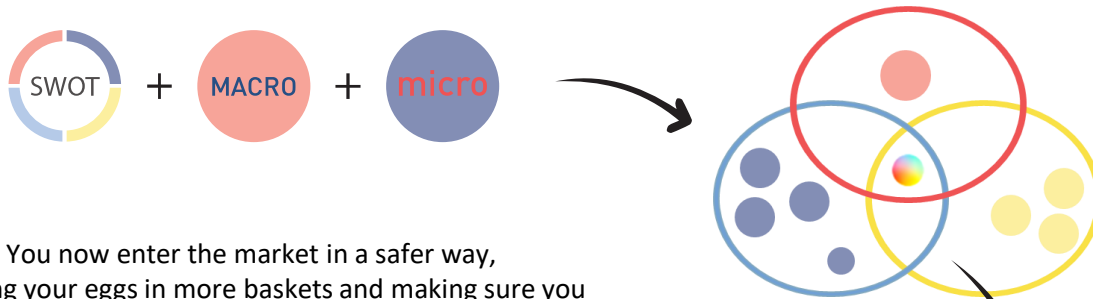 SWOT + MACRO + micro
You now enter the market in a safer way,
your eggs in more baskets and making sure you